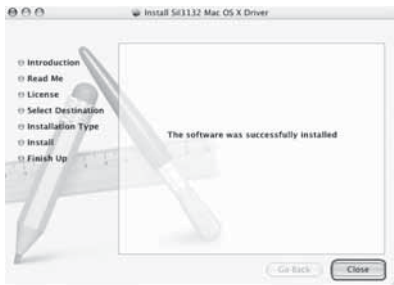 Install SiI3132 Mac OS X Driver
Introduction
Read Me
License
Select Destination
Installation Type
Install
Finish Up
The software was successfully installed
Go Back
Close